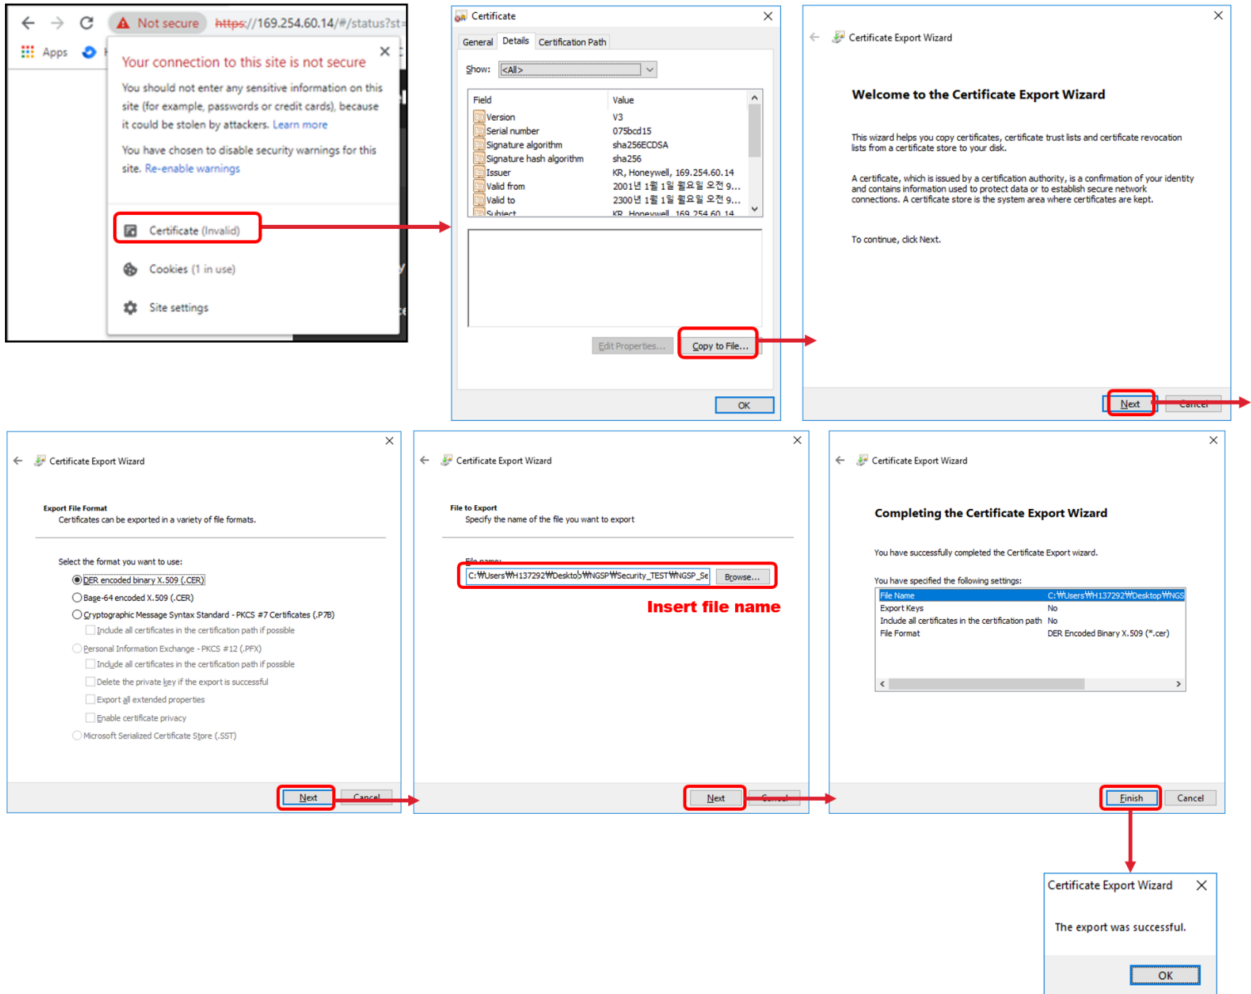 Not secure https://169.254.60.14/#/status?st=
Apps
Your connection to this site is not secure
You should not enter any sensitive information on this
site (for example, passwords or credit cards), because
it could be stolen by attackers. Learn more
You have chosen to disable security warnings for this
site. Re-enable warnings
Certificate (Invalid)
Cookies (1 in use)
Site settings
Certificate
General Details Certification Path
Show: <All>
Field Value
Version V3
Serial number 075bcd15
Signature algorithm sha256ECDSA
Signature hash algorithm sha256
Issuer KR, Honeywell, 169.254.60.14
Valid from 2001년 1월 1일 월요일 오전 9...
Valid to 2300년 1월 1일 월요일 오전 9...
Subject KR, Honeywell, 169.254.60.14
Edit Properties... Copy to File...
OK
Certificate Export Wizard
Welcome to the Certificate Export Wizard
This wizard helps you copy certificates, certificate trust lists and certificate revocation
lists from a certificate store to your disk.
A certificate, which is issued by a certification authority, is a confirmation of your identity
and contains information used to protect data or to establish secure network
connections. A certificate store is the system area where certificates are kept.
To continue, click Next.
Next Cancel
Certificate Export Wizard
Export File Format
Certificates can be exported in a variety of file formats.
Select the format you want to use:
DER encoded binary X.509 (.CER)
Base-64 encoded X.509 (.CER)
Cryptographic Message Syntax Standard - PKCS #7 Certificates (.P7B)
Include all certificates in the certification path if possible
Personal Information Exchange - PKCS #12 (.PFX)
Include all certificates in the certification path if possible
Delete the private key if the export is successful
Export all extended properties
Enable certificate privacy
Microsoft Serialized Certificate Store (.SST)
Next Cancel
Certificate Export Wizard
File to Export
Specify the name of the file you want to export
File name:
C:₩Users₩H137292₩Desktop₩NGSP₩Security_TEST₩NGSP_Se Browse...
Insert file name
Next Cancel
Certificate Export Wizard
Completing the Certificate Export Wizard
You have successfully completed the Certificate Export wizard.
You have specified the following settings:
File Name C:₩Users₩H137292₩Desktop₩NGS
Export Keys No
Include all certificates in the certification path No
File Format DER Encoded Binary X.509 (*.cer)
Finish Cancel
Certificate Export Wizard
The export was successful.
OK